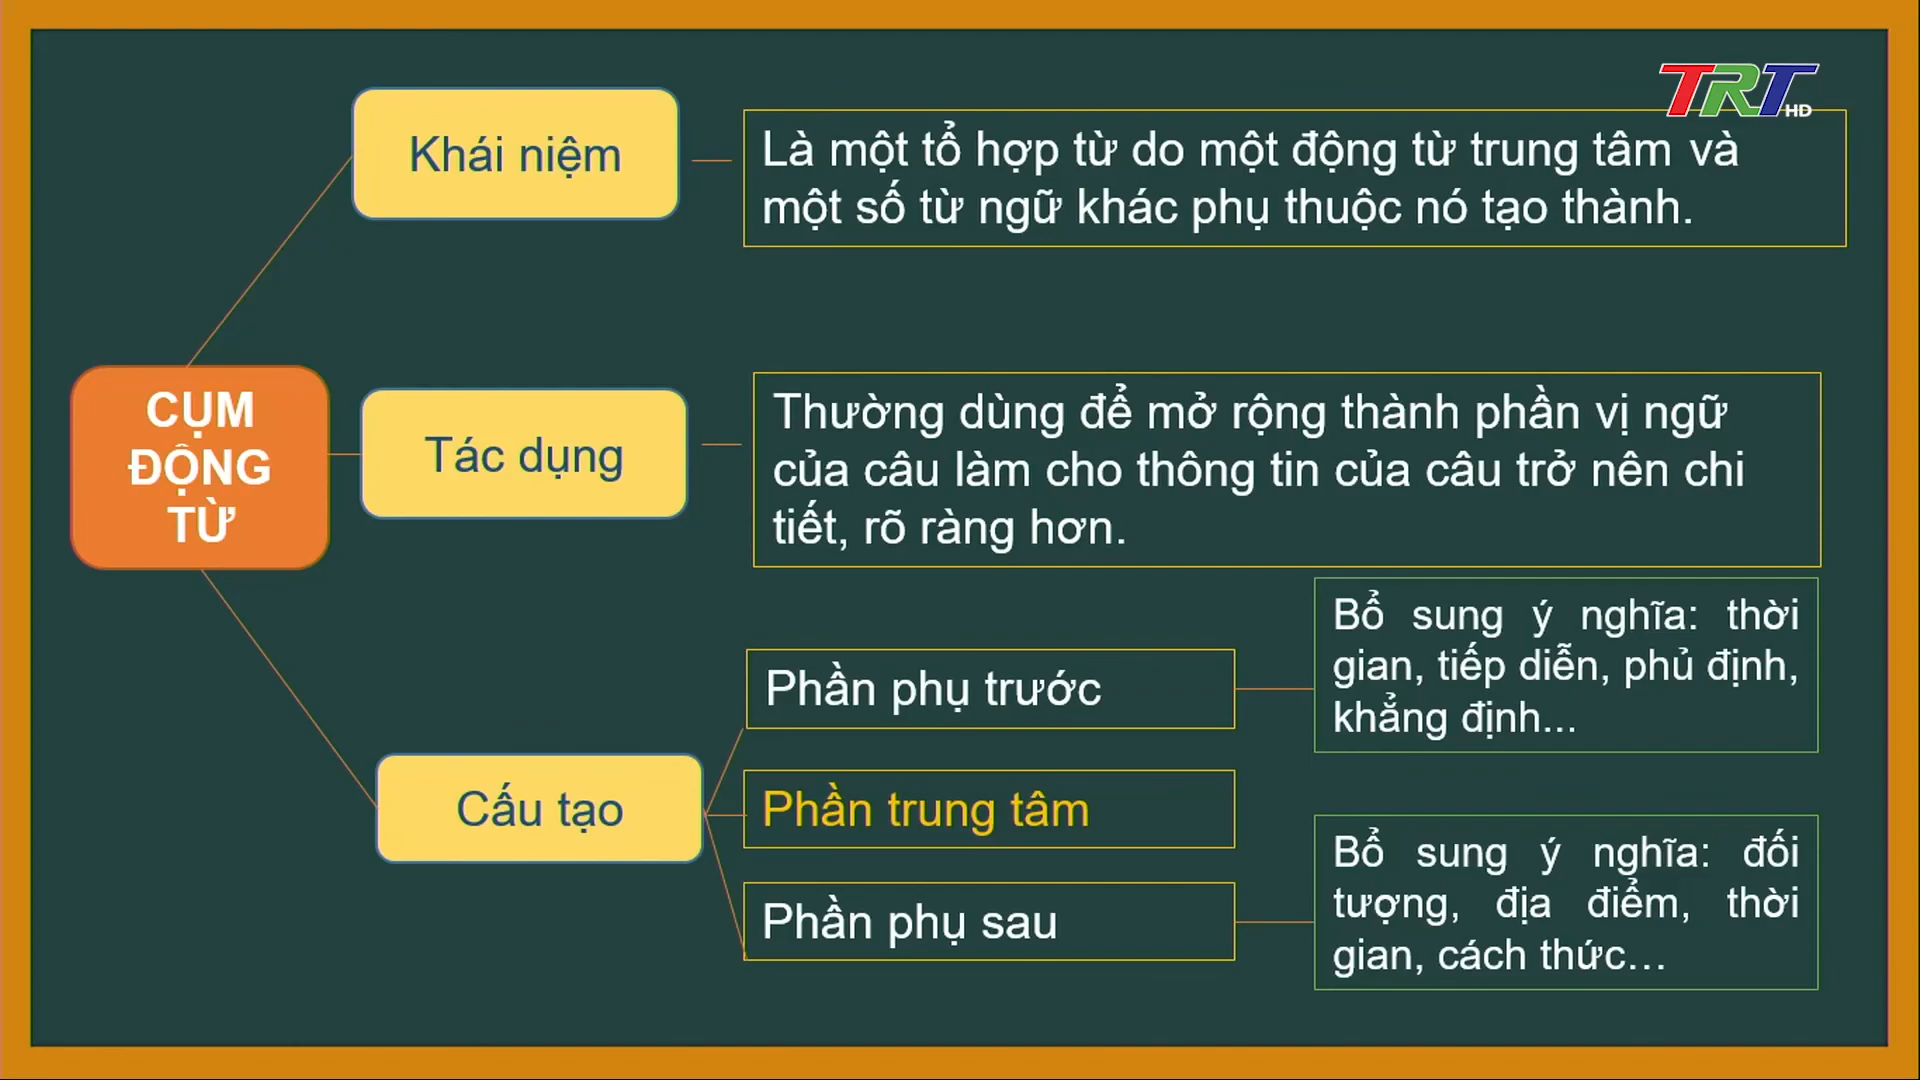 TRT HD
Khái niệm
Là một tổ hợp từ do một động từ trung tâm và
một số từ ngữ khác phụ thuộc nó tạo thành.
CỤM
ĐỘNG
TỪ
Tác dụng
Thường dùng để mở rộng thành phần vị ngữ
của câu làm cho thông tin của câu trở nên chi
tiết, rõ ràng hơn.
Cấu tạo
Phần phụ trước
Bổ sung ý nghĩa: thời
gian, tiếp diễn, phủ định,
khẳng định...
Phần trung tâm
Phần phụ sau
Bổ sung ý nghĩa: đối
tượng, địa điểm, thời
gian, cách thức...